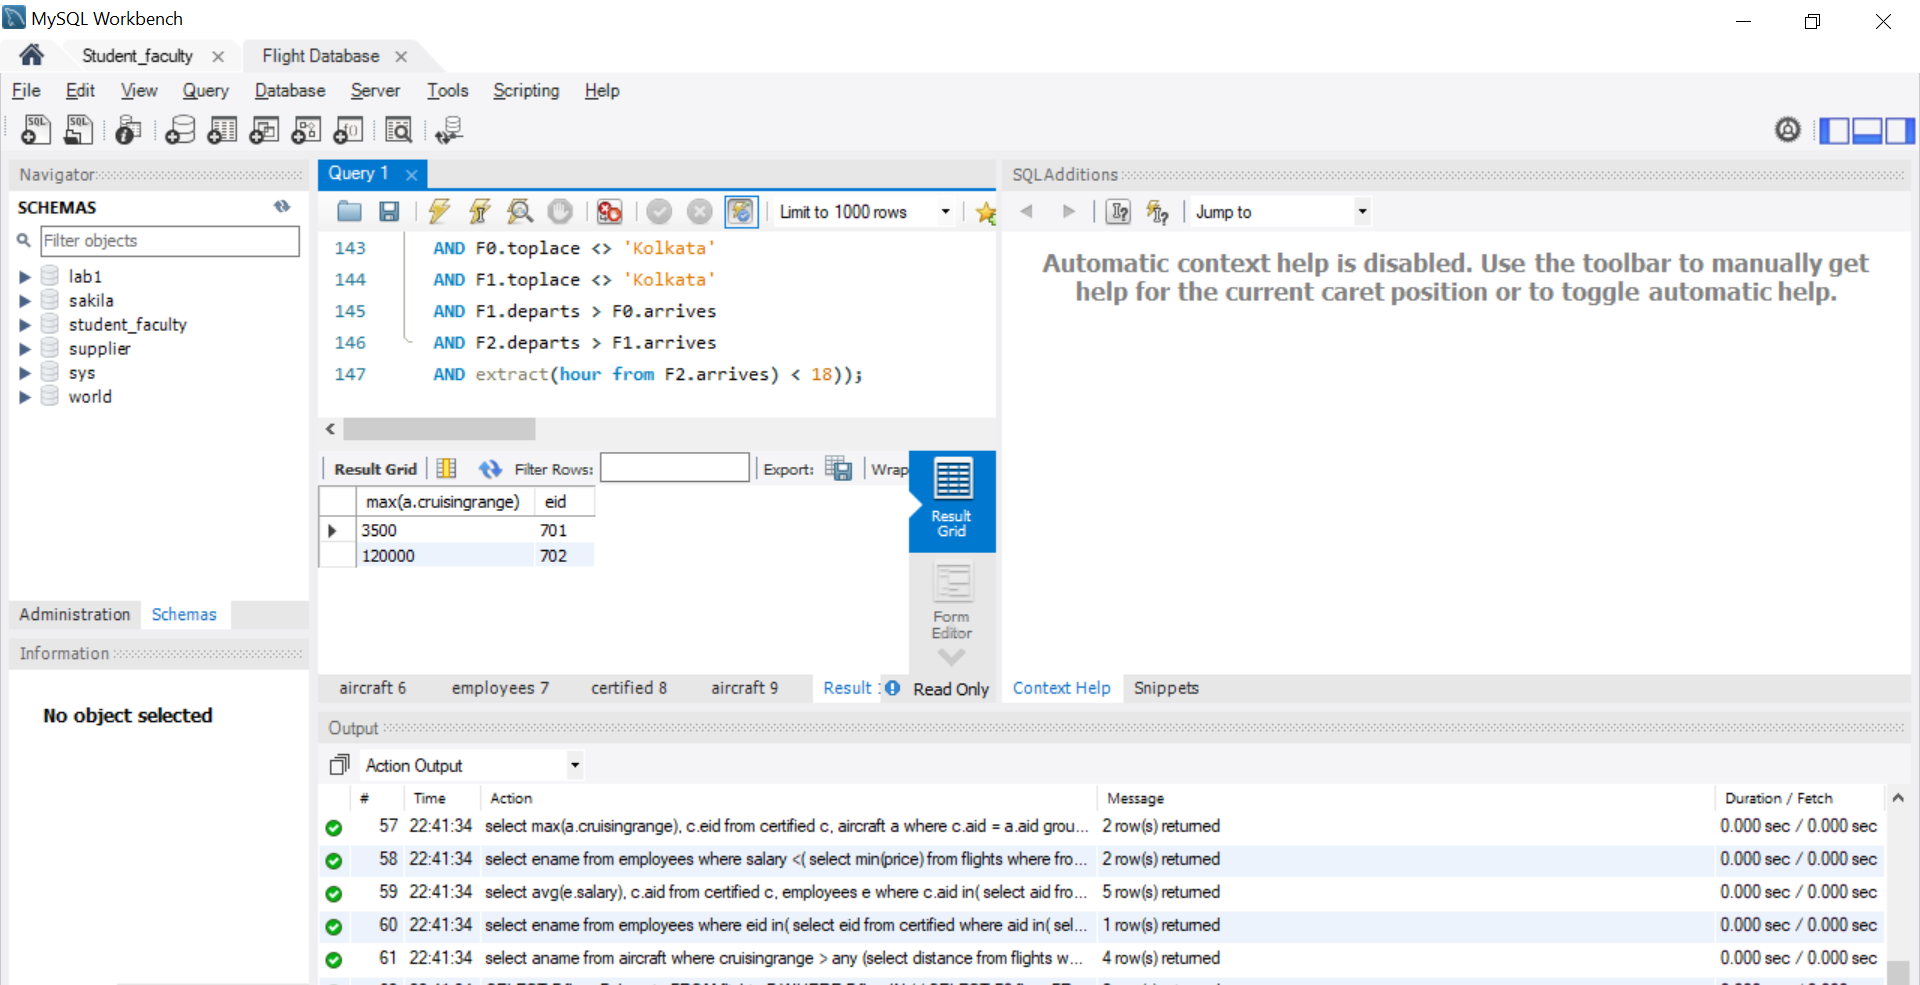 MySQL Workbench
Student_faculty
Flight Database
File Edit View Query Database Server Tools Scripting Help
Navigator
SCHEMAS
Filter objects
lab1
sakila
student_faculty
supplier
sys
world
Administration Schemas
Information
No object selected
Query 1
Limit to 1000 rows
143 AND F0.toplace <> 'Kolkata'
144 AND F1.toplace <> 'Kolkata'
145 AND F1.departs > F0.arrives
146 AND F2.departs > F1.arrives
147 AND extract(hour from F2.arrives) < 18));
Result Grid Filter Rows: Export: Wrap
max(a.cruisingrange) eid
3500 701
120000 702
Result
Grid
Form
Editor
aircraft 6 employees 7 certified 8 aircraft 9 Result Read Only
SQLAdditions
Jump to
Automatic context help is disabled. Use the toolbar to manually get
help for the current caret position or to toggle automatic help.
Context Help Snippets
Output
Action Output
# Time Action Message Duration / Fetch
57 22:41:34 select max(a.cruisingrange), c.eid from certified c, aircraft a where c.aid = a.aid grou... 2 row(s) returned 0.000 sec / 0.000 sec
58 22:41:34 select ename from employees where salary <( select min(price) from flights where fro... 2 row(s) returned 0.000 sec / 0.000 sec
59 22:41:34 select avg(e.salary), c.aid from certified c, employees e where c.aid in( select aid fro... 5 row(s) returned 0.000 sec / 0.000 sec
60 22:41:34 select ename from employees where eid in( select eid from certified where aid in( sel... 1 row(s) returned 0.000 sec / 0.000 sec
61 22:41:34 select aname from aircraft where cruisingrange > any (select distance from flights w... 4 row(s) returned 0.000 sec / 0.000 sec